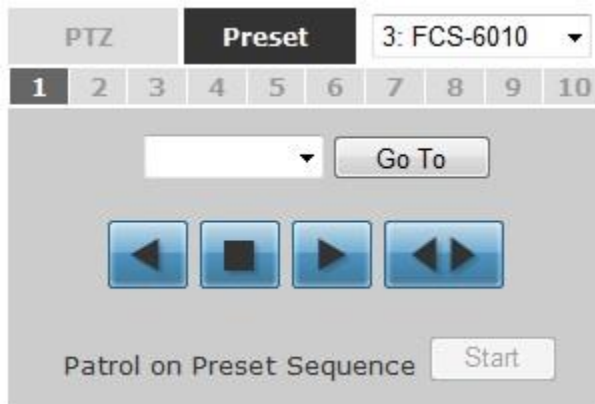 PTZ Preset 3: FCS-6010
1 2 3 4 5 6 7 8 9 10
Go To
Patrol on Preset Sequence Start